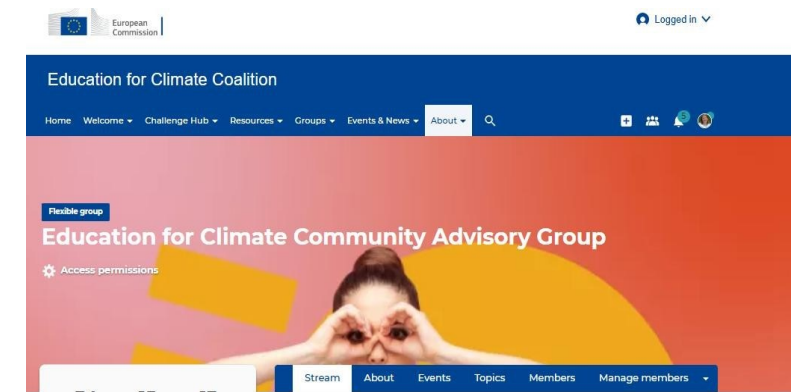 European
Commission
Logged in
Education for Climate Coalition
Home Welcome Challenge Hub Resources Groups Events & News About
Flexible group
Education for Climate Community Advisory Group
Access permissions
Stream About Events Topics Members Manage members